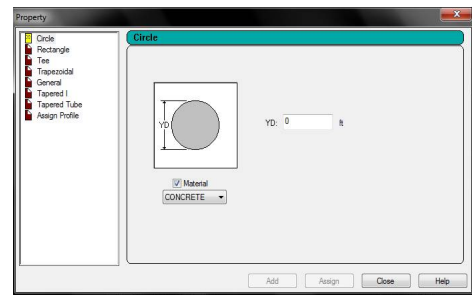 Property
Circle
Rectangle
Tee
Trapezoidal
General
Tapered I
Tapered Tube
Assign Profile
Circle
YD
YD: 0 ft
Material
CONCRETE
Add Assign Close Help